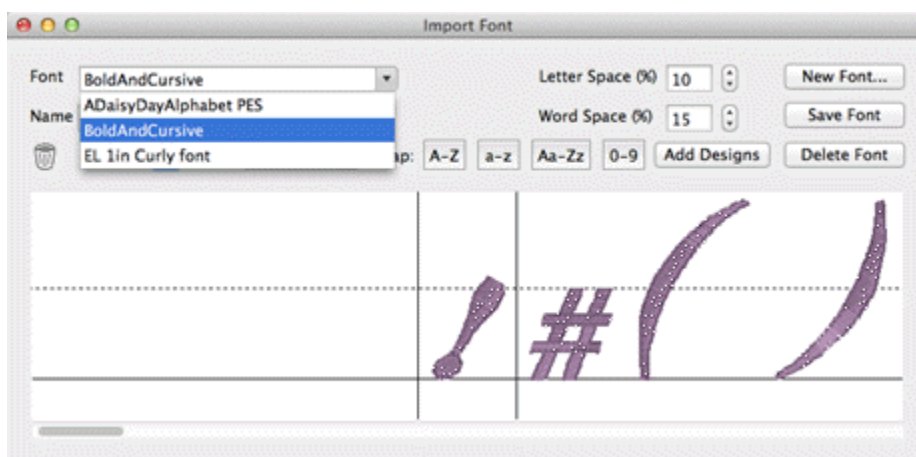 Import Font
Font BoldAndCursive Letter Space (%) 10 New Font...
ADaisyDayAlphabet PES
Name Word Space (%) 15 Save Font
BoldAndCursive
EL 1in Curly font ap: A-Z a-z Aa-Zz 0-9 Add Designs Delete Font
! # ( )